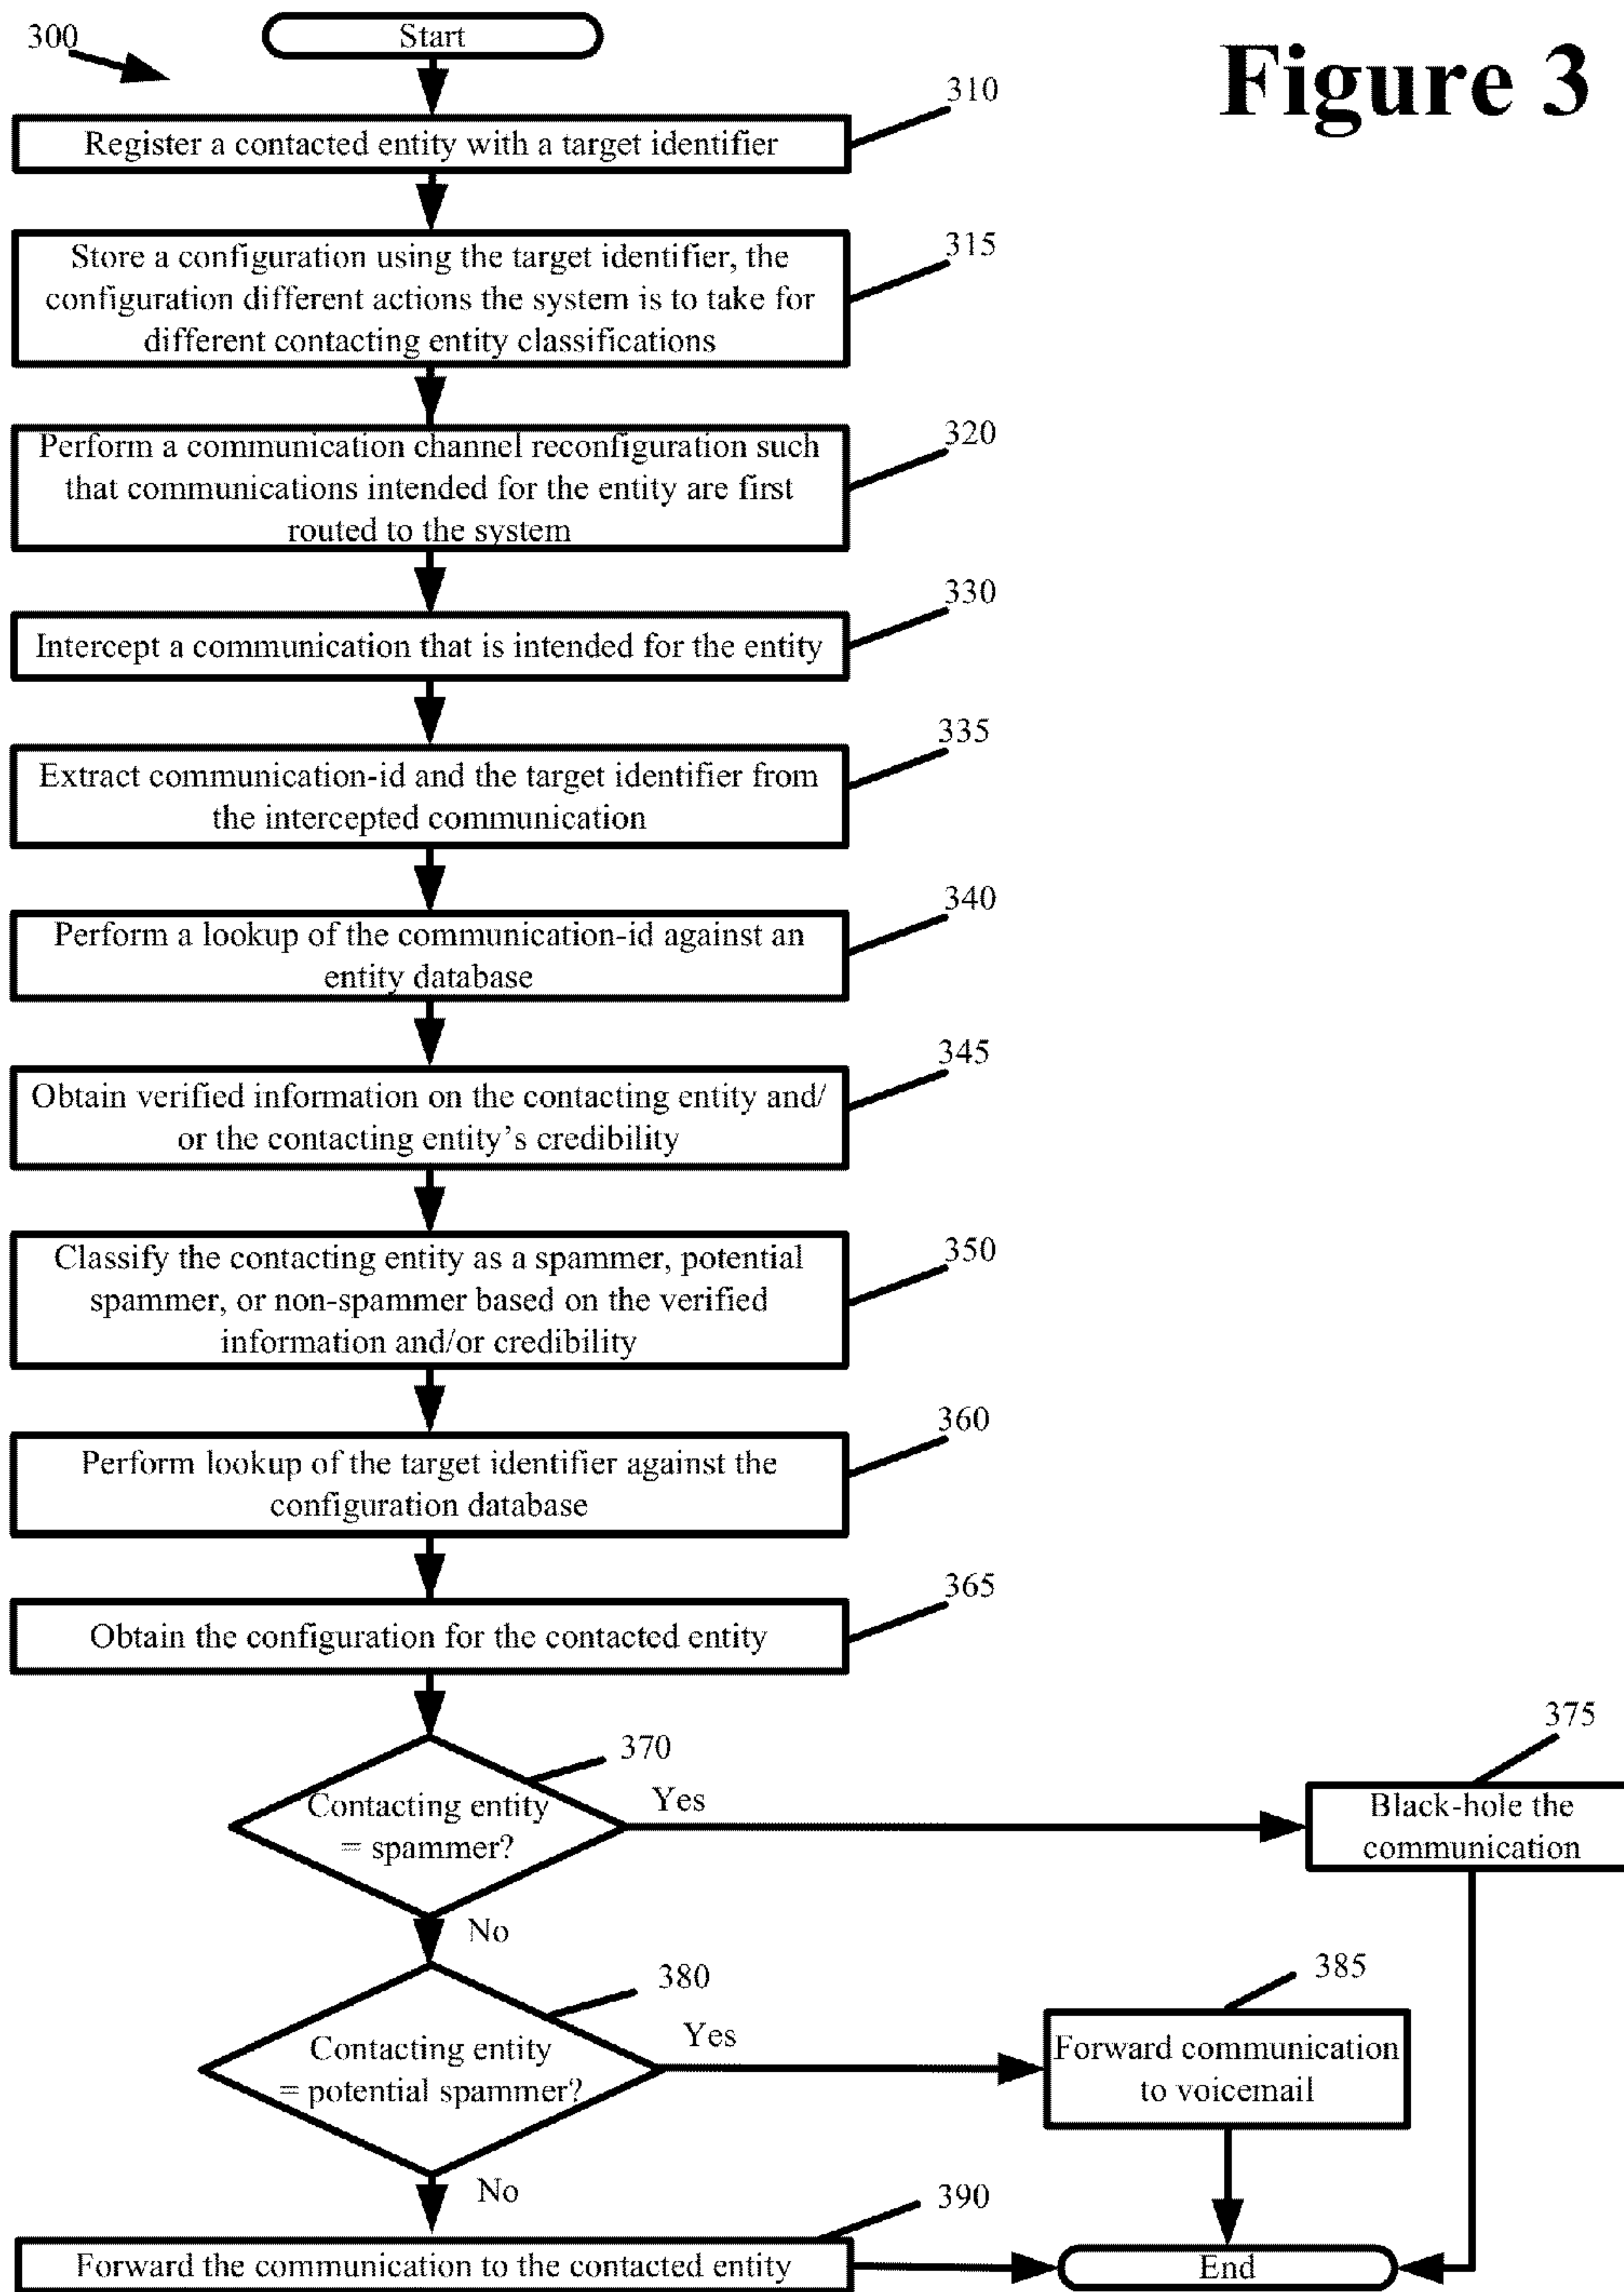 300
Start
Figure 3
310
Register a contacted entity with a target identifier
315
Store a configuration using the target identifier, the
configuration different actions the system is to take for
different contacting entity classifications
320
Perform a communication channel reconfiguration such
that communications intended for the entity are first
routed to the system
330
Intercept a communication that is intended for the entity
335
Extract communication-id and the target identifier from
the intercepted communication
340
Perform a lookup of the communication-id against an
entity database
345
Obtain verified information on the contacting entity and/
or the contacting entity’s credibility
350
Classify the contacting entity as a spammer, potential
spammer, or non-spammer based on the verified
information and/or credibility
360
Perform lookup of the target identifier against the
configuration database
365
Obtain the configuration for the contacted entity
370
Contacting entity
= spammer?
Yes
375
Black-hole the
communication
No
380
Contacting entity
= potential spammer?
Yes
385
Forward communication
to voicemail
No
390
Forward the communication to the contacted entity
End